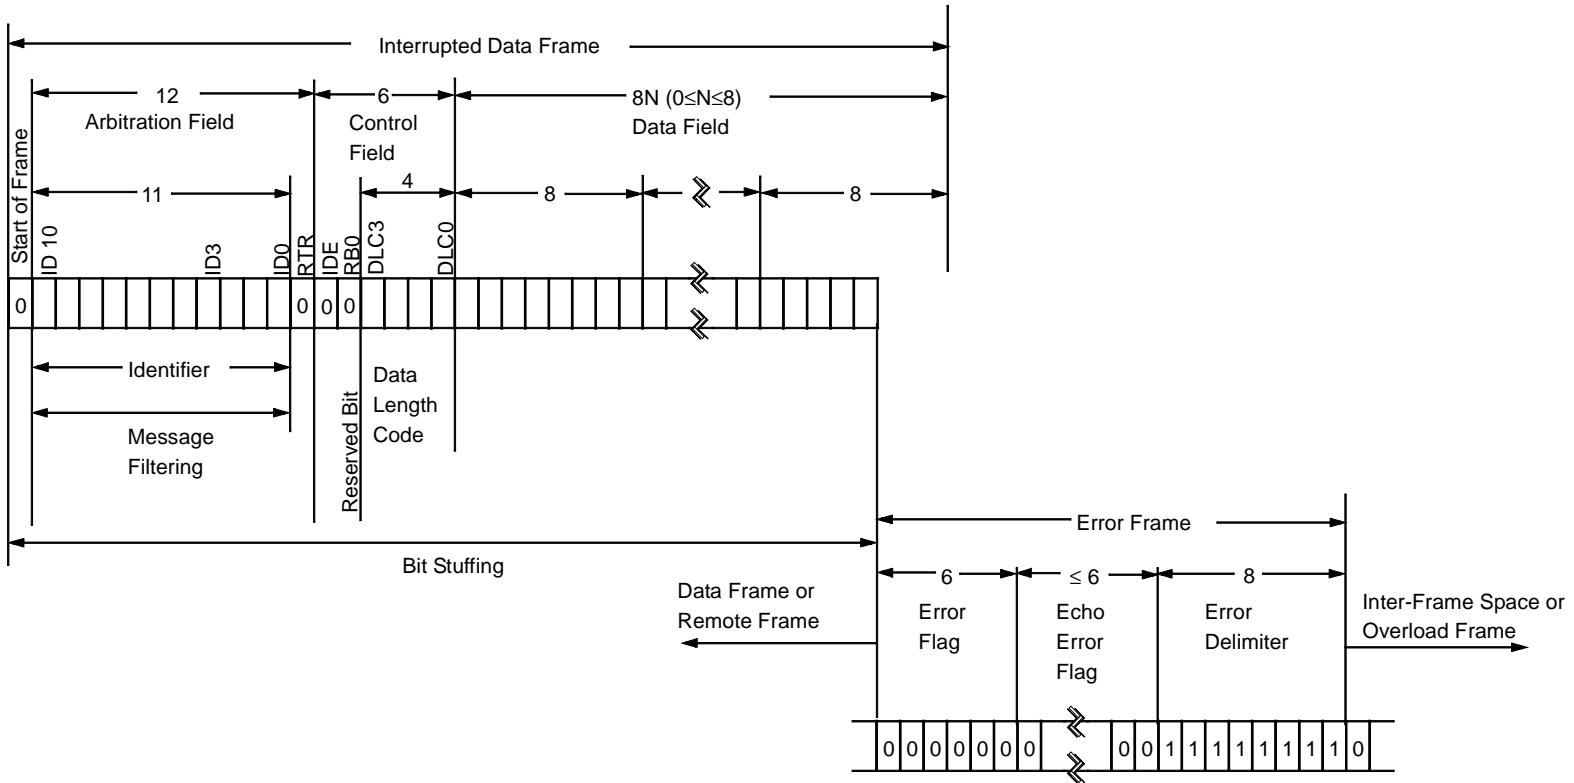 Interrupted Data Frame
12
Arbitration Field
6
Control
Field
8N (0≤N≤8)
Data Field
Start of Frame
11
4
8
8
ID 10
ID3
ID0
RTR
IDE
RB0
DLC3
DLC0
0
0
0
0
Identifier
Message
Filtering
Reserved Bit
Data
Length
Code
Bit Stuffing
Error Frame
Data Frame or
Remote Frame
6
Error
Flag
≤ 6
Echo
Error
Flag
8
Error
Delimiter
Inter-Frame Space or
Overload Frame
0 0 0 0 0 0 0 0 0 1 1 1 1 1 1 1 1 0